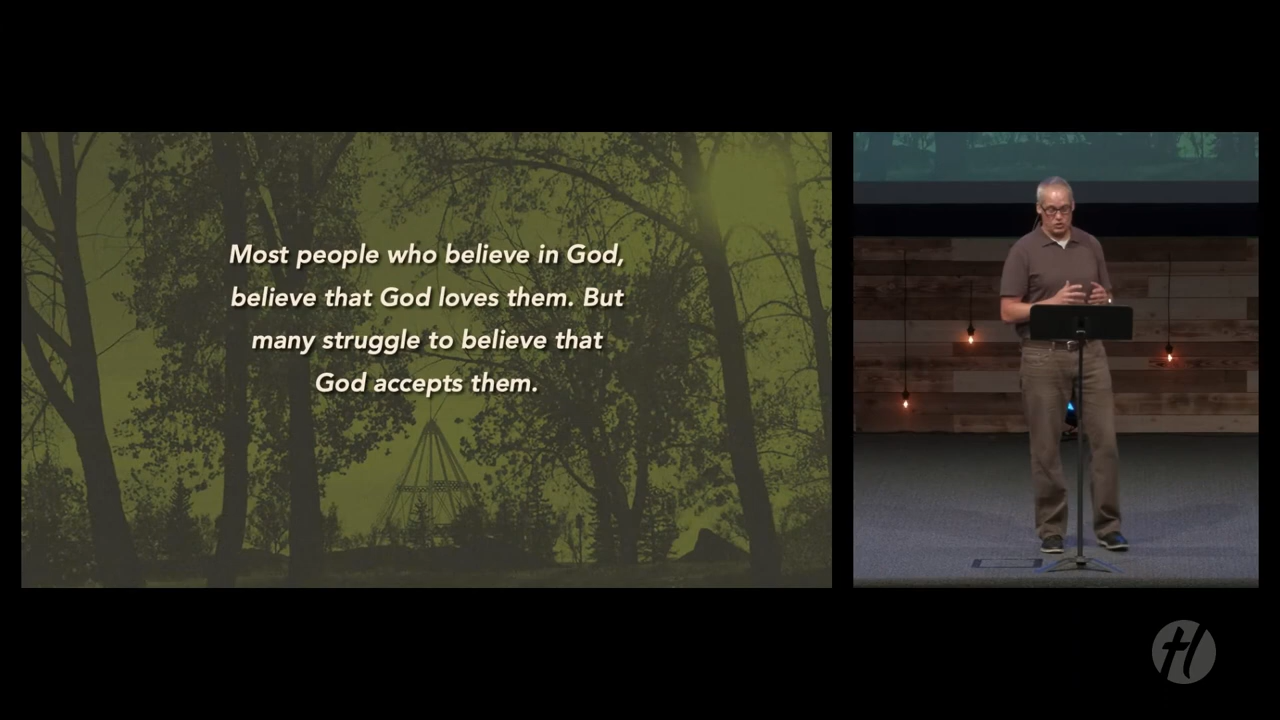 Most people who believe in God,
believe that God loves them. But
many struggle to believe that
God accepts them.